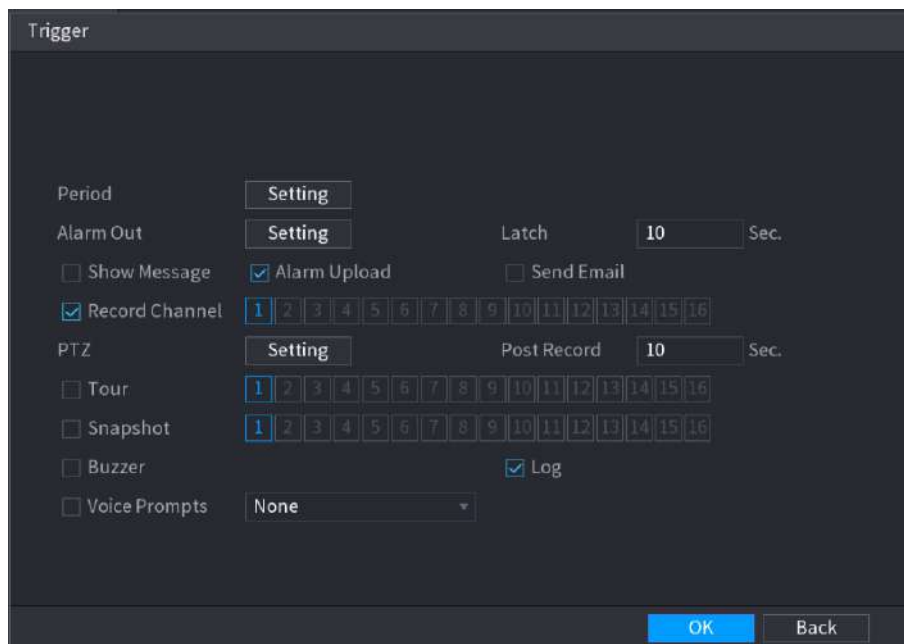 Trigger
Period Setting
Alarm Out Setting Latch 10 Sec.
Show Message Alarm Upload Send Email
Record Channel 1 2 3 4 5 6 7 8 9 10 11 12 13 14 15 16
PTZ Setting Post Record 10 Sec.
Tour 1 2 3 4 5 6 7 8 9 10 11 12 13 14 15 16
Snapshot 1 2 3 4 5 6 7 8 9 10 11 12 13 14 15 16
Buzzer Log
Voice Prompts None
OK Back